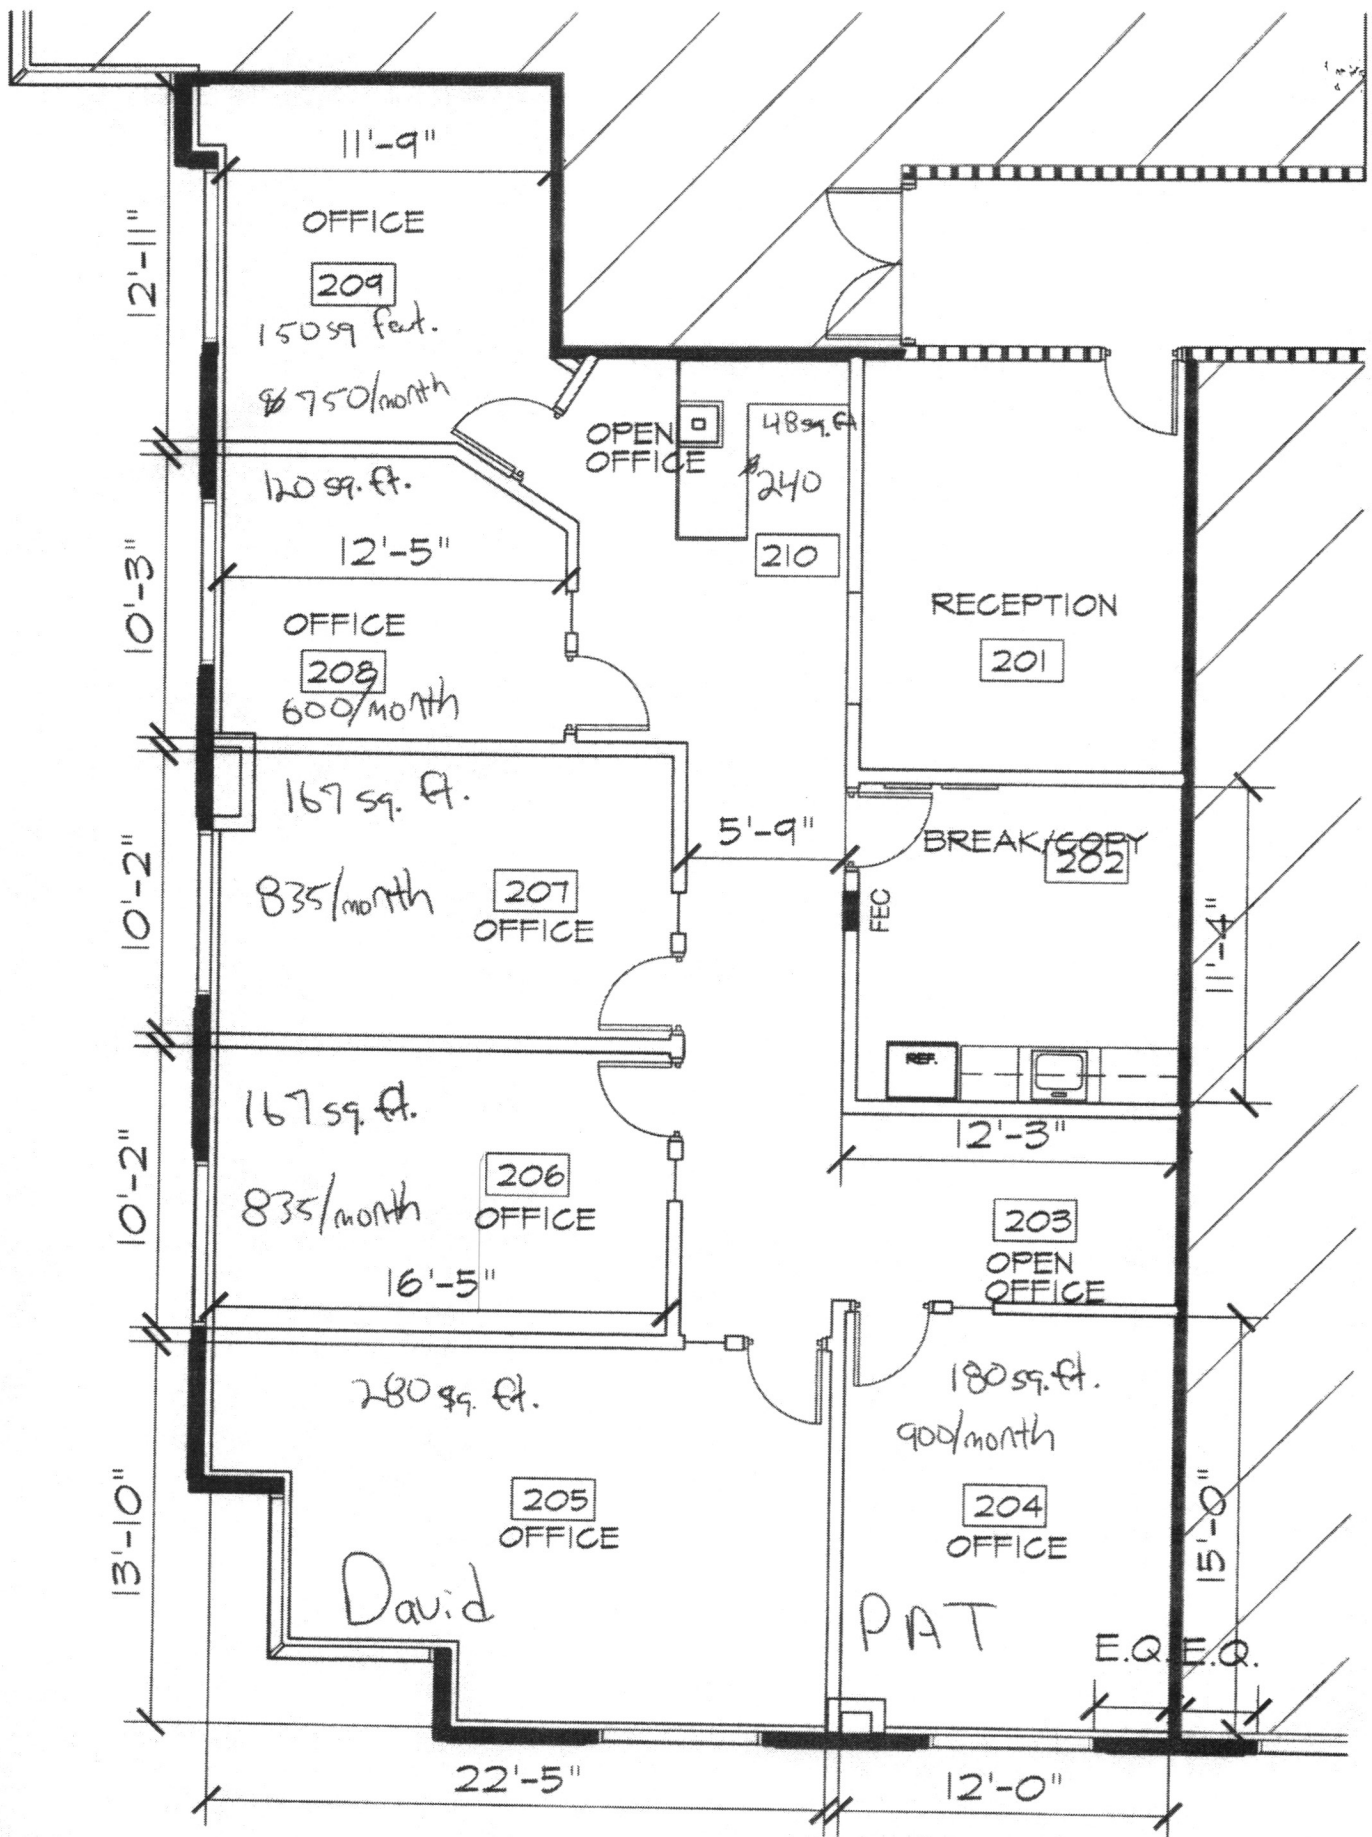 11'-9"
OFFICE
209
150 sq feet.
$750/month
12'-11"
OPEN
OFFICE
48 sq. ft
$240
210
120 sq. ft.
12'-5"
OFFICE
208
600/month
10'-3"
RECEPTION
201
167 sq. ft.
835/month
207
OFFICE
10'-2"
5'-9"
BREAK/COPY
202
FEC
11'-4"
REF.
12'-3"
167 sq. ft.
835/month
206
OFFICE
16'-5"
10'-2"
203
OPEN
OFFICE
280 sq. ft.
205
OFFICE
David
13'-10"
180 sq. ft.
900/month
204
OFFICE
PAT
15'-0"
E.Q. E.Q.
22'-5"
12'-0"